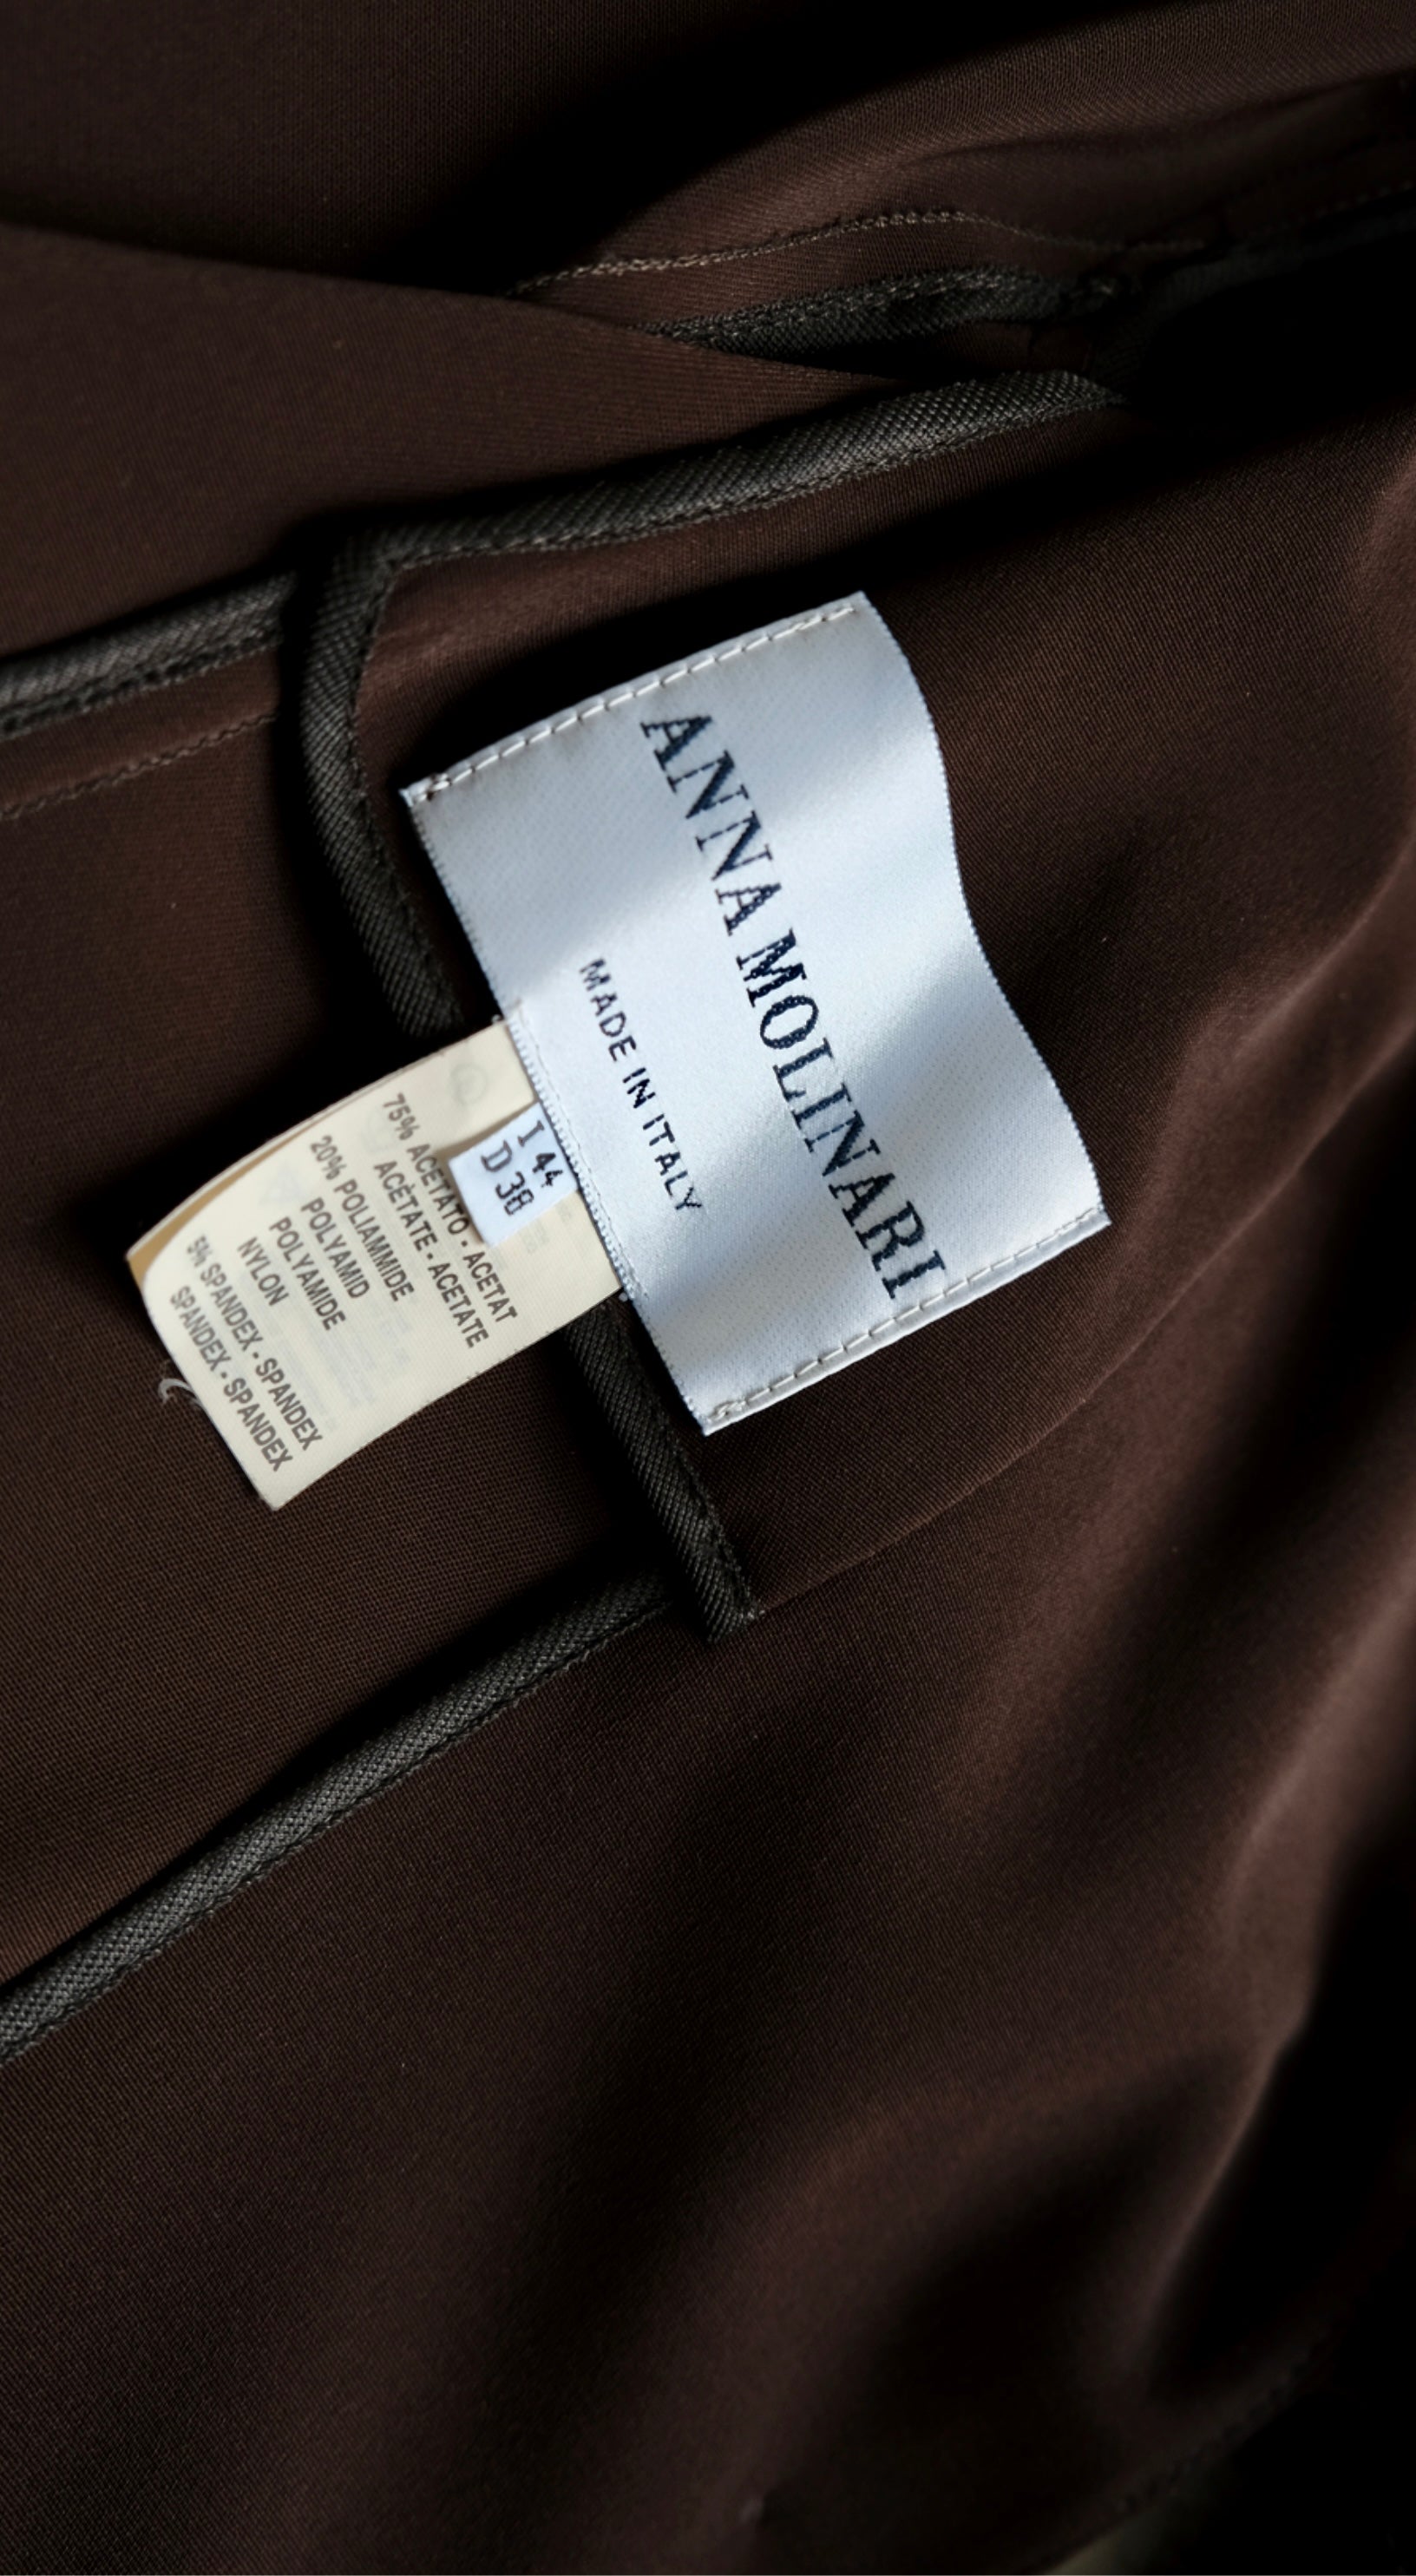 ANNA MOLINARI
MADE IN ITALY
I 44
D 38
75% ACETATO - ACETAT
ACÈTATE - ACETATE
20% POLIAMMIDE
POLYAMID
POLYAMIDE
NYLON
5% SPANDEX - SPANDEX
SPANDEX - SPANDEX